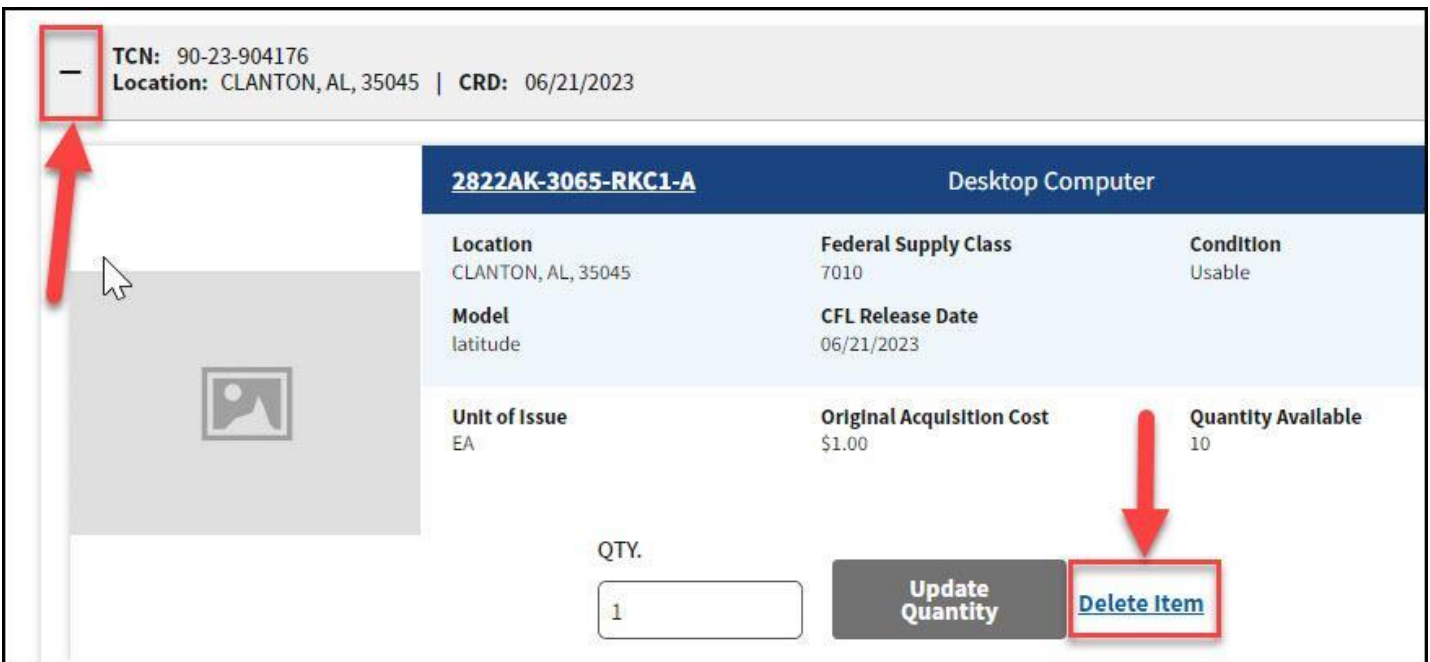 TCN: 90-23-904176
Location: CLANTON, AL, 35045 | CRD: 06/21/2023
2822AK-3065-RKC1-A Desktop Computer
Location Federal Supply Class Condition
CLANTON, AL, 35045 7010 Usable
Model CFL Release Date
latitude 06/21/2023
Unit of Issue Original Acquisition Cost Quantity Available
EA $1.00 10
QTY.
1
Update
Quantity
Delete Item